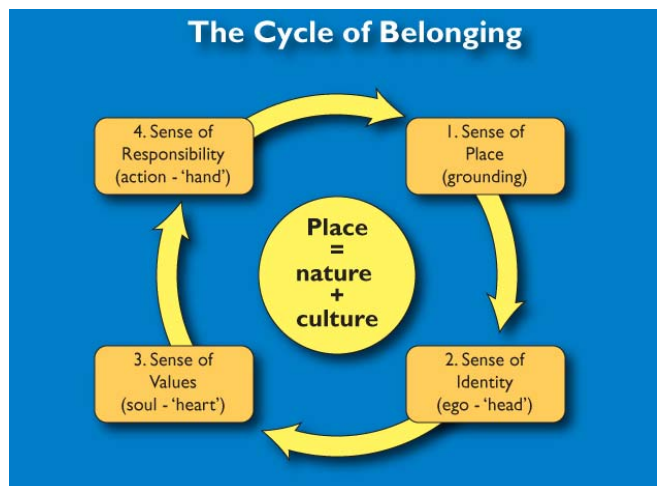 The Cycle of Belonging
4. Sense of
Responsibility
(action - 'hand')
1. Sense of
Place
(grounding)
Place
=
nature
+
culture
3. Sense of
Values
(soul - 'heart')
2. Sense of
Identity
(ego - 'head')